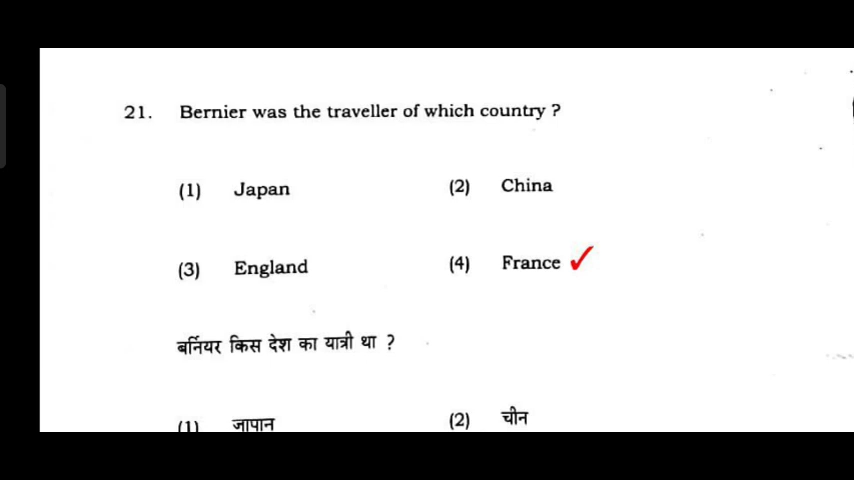 21. Bernier was the traveller of which country ?
(1) Japan (2) China
(3) England (4) France
बर्नियर किस देश का यात्री था ?
(1) जापान (2) चीन